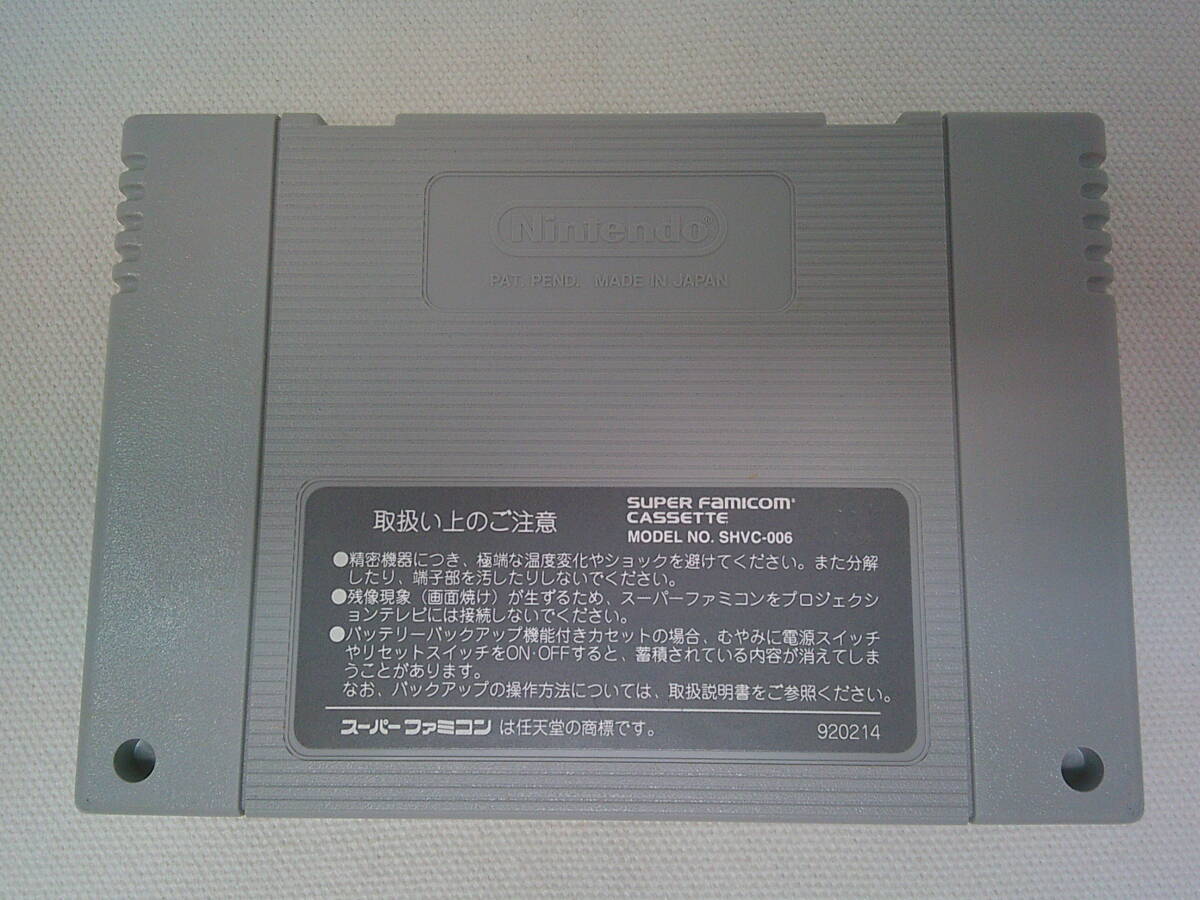 Nintendo®
PAT. PEND. MADE IN JAPAN
取扱い上のご注意
SUPER FAMICOM®
CASSETTE
MODEL NO. SHVC-006
●精密機器につき、極端な温度変化やショックを避けてください。また分解
したり、端子部を汚したりしないでください。
●残像現象（画面焼け）が生ずるため、スーパーファミコンをプロジェクシ
ョンテレビには接続しないでください。
●バッテリーバックアップ機能付きカセットの場合、むやみに電源スイッチ
やリセットスイッチをON・OFFすると、蓄積されている内容が消えてしま
うことがあります。
なお、バックアップの操作方法については、取扱説明書をご参照ください。
スーパーファミコン は任天堂の商標です。
920214